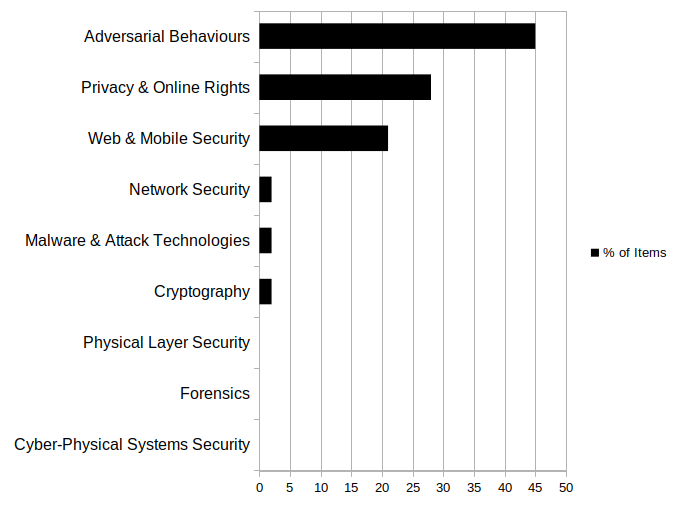 Adversarial Behaviours
Privacy & Online Rights
Web & Mobile Security
Network Security
Malware & Attack Technologies
Cryptography
Physical Layer Security
Forensics
Cyber-Physical Systems Security
% of Items
0 5 10 15 20 25 30 35 40 45 50